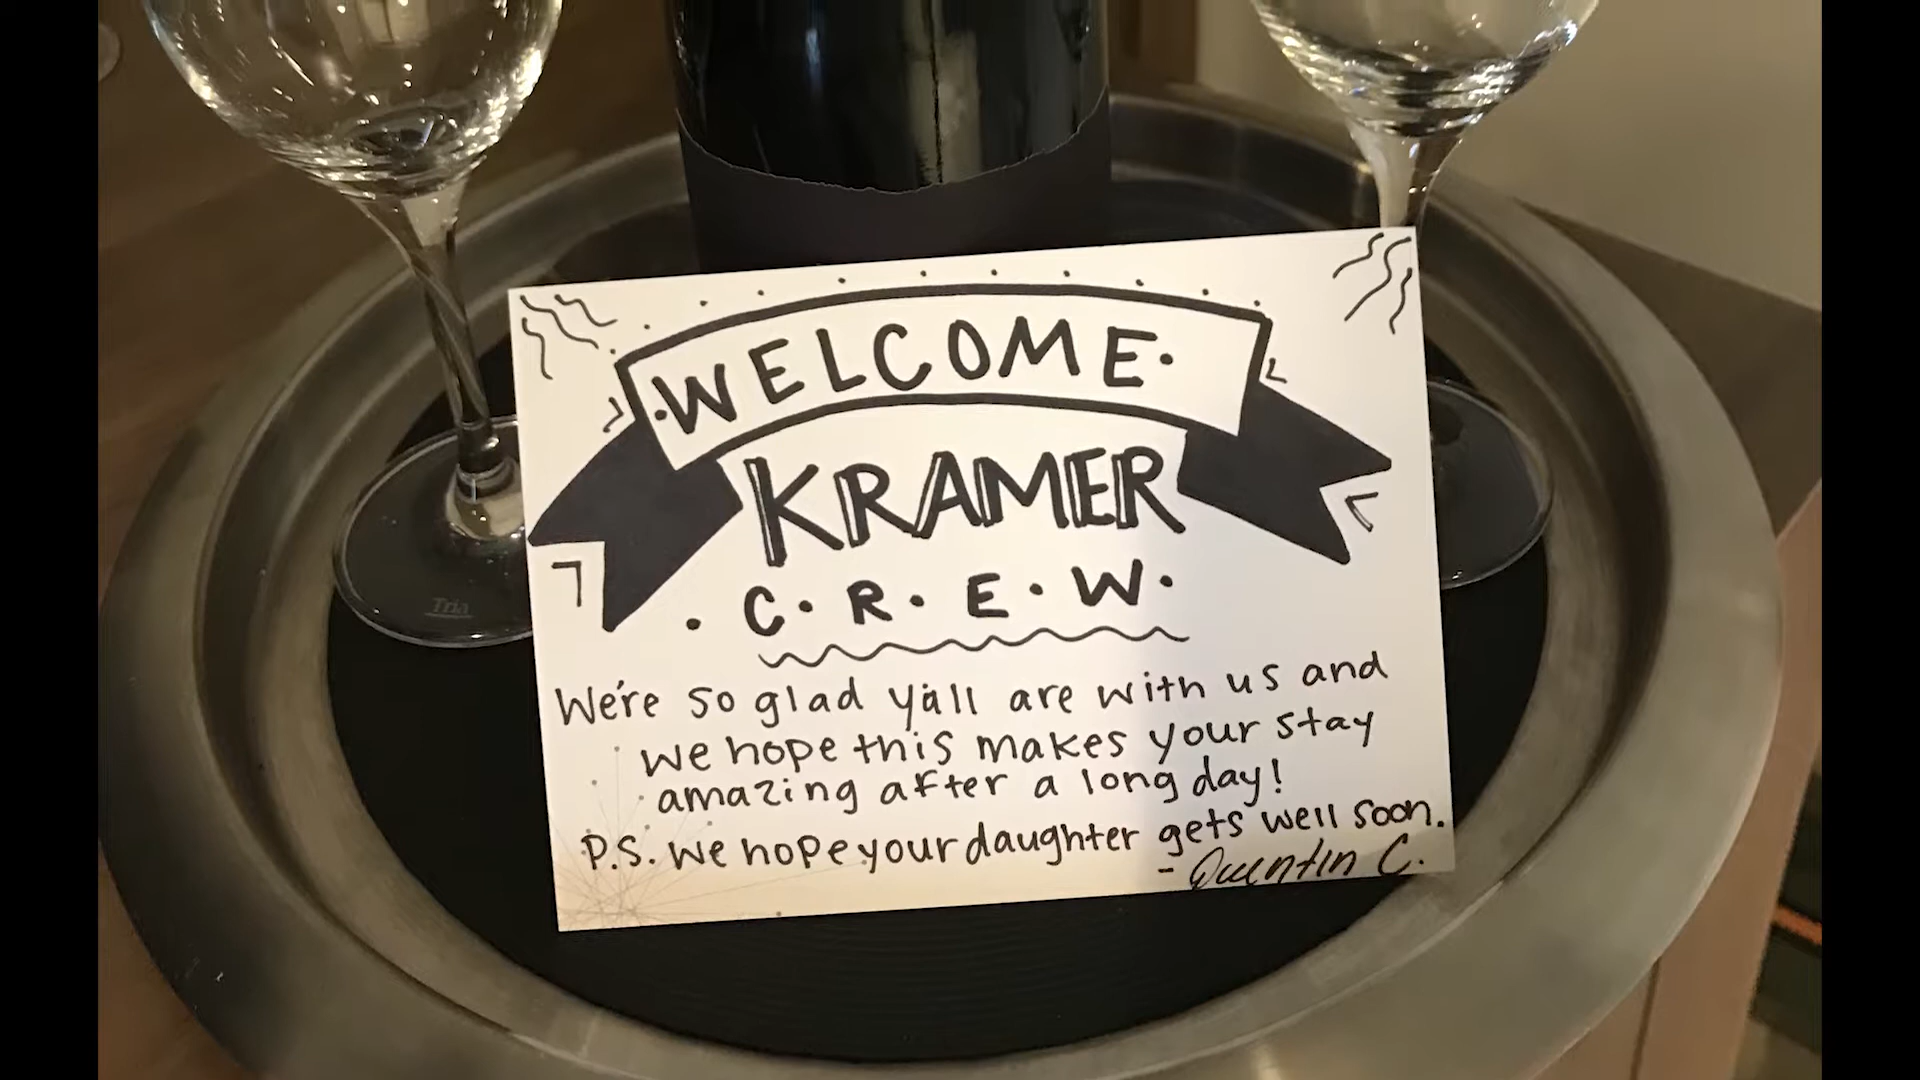 ·WELCOME·
KRAMER
·C·R·E·W·
We're so glad y'all are with us and
we hope this makes your stay
amazing after a long day!
P.S. we hope your daughter gets well soon.
- Quentin C.
Tria